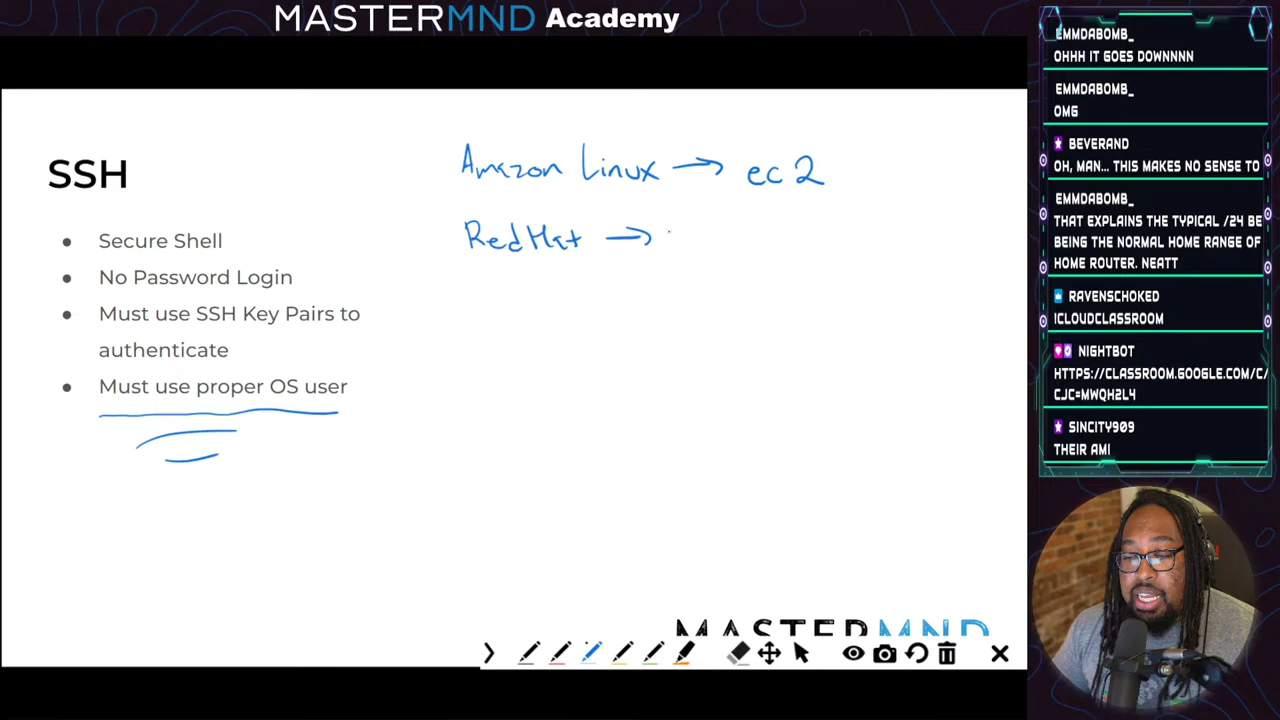 MASTERMND Academy
SSH
● Secure Shell
● No Password Login
● Must use SSH Key Pairs to
authenticate
● Must use proper OS user
Amazon Linux → ec2
RedHat →
MASTERMND
EMMDABOMB_
OHHH IT GOES DOWNNNN
EMMDABOMB_
OMG
BEVERAND
OH, MAN... THIS MAKES NO SENSE TO
EMMDABOMB_
THAT EXPLAINS THE TYPICAL /24 BE
BEING THE NORMAL HOME RANGE OF
HOME ROUTER. NEATT
RAVENSCHOKED
!CLOUDCLASSROOM
NIGHTBOT
HTTPS://CLASSROOM.GOOGLE.COM/C/
CJC=MWQH2L4
SINCITY909
THEIR AMI